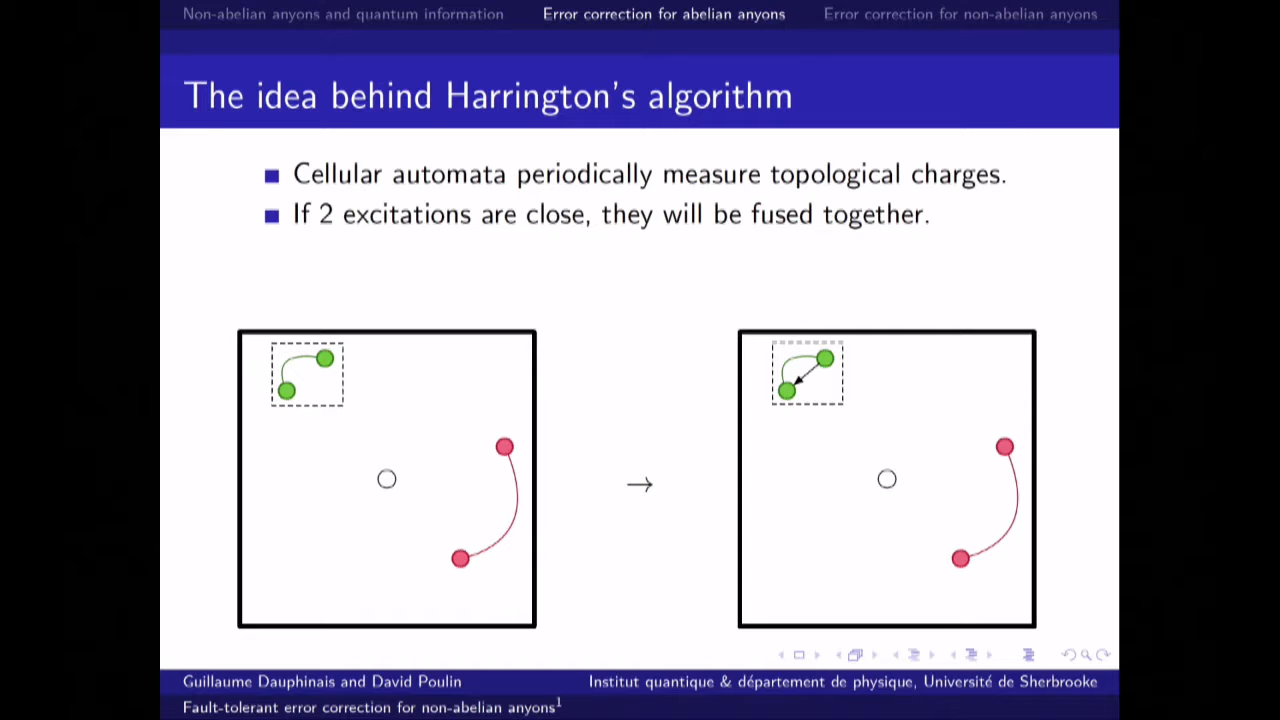 Non-abelian anyons and quantum information Error correction for abelian anyons Error correction for non-abelian anyons
The idea behind Harrington's algorithm
Cellular automata periodically measure topological charges.
If 2 excitations are close, they will be fused together.
→
Guillaume Dauphinais and David Poulin Institut quantique & département de physique, Université de Sherbrooke
Fault-tolerant error correction for non-abelian anyons¹